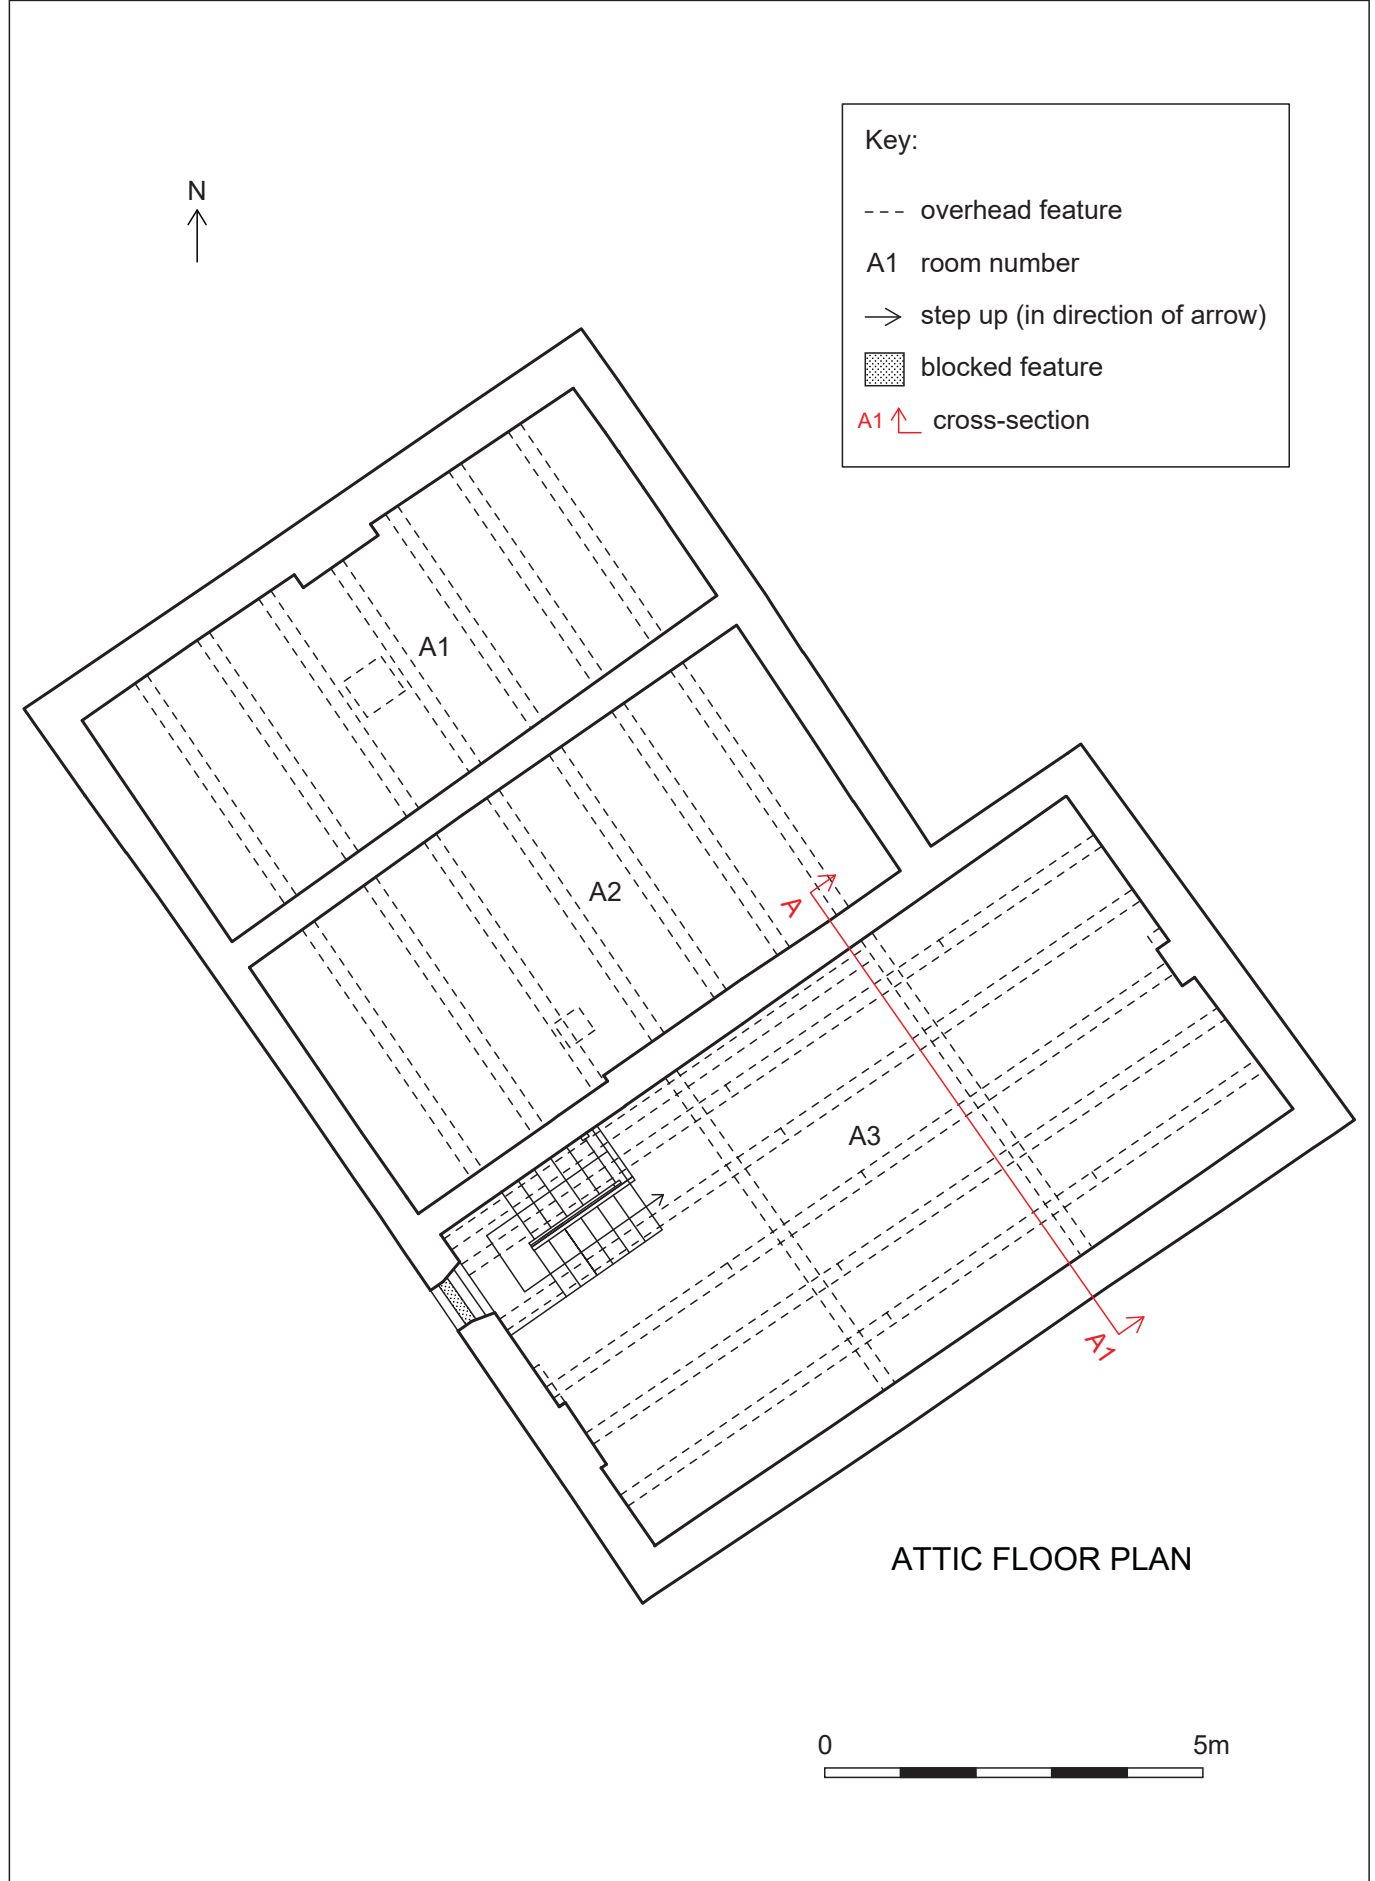 N
Key:
overhead feature
A1 room number
step up (in direction of arrow)
blocked feature
A1 cross-section
A1
A2
A
A3
A1
ATTIC FLOOR PLAN
0 5m